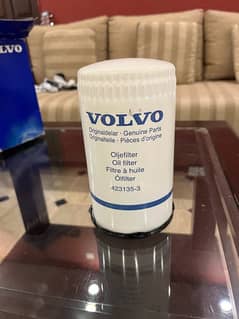 VOLVO
Originaldelar · Genuine Parts
Originalteile · Pièces d'origine
Oljefilter
Oil filter
Filtre à huile
Ölfilter
423135-3